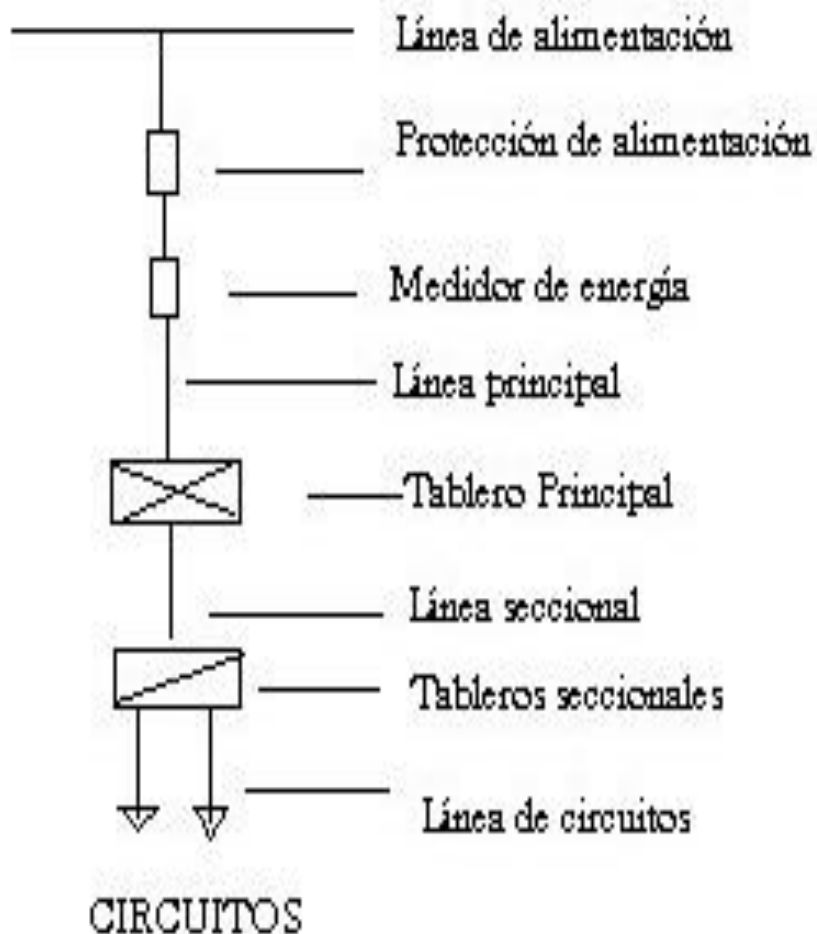 Línea de alimentación
Protección de alimentación
Medidor de energía
Línea principal
Tablero Principal
Línea seccional
Tableros seccionales
Línea de circuitos
CIRCUITOS